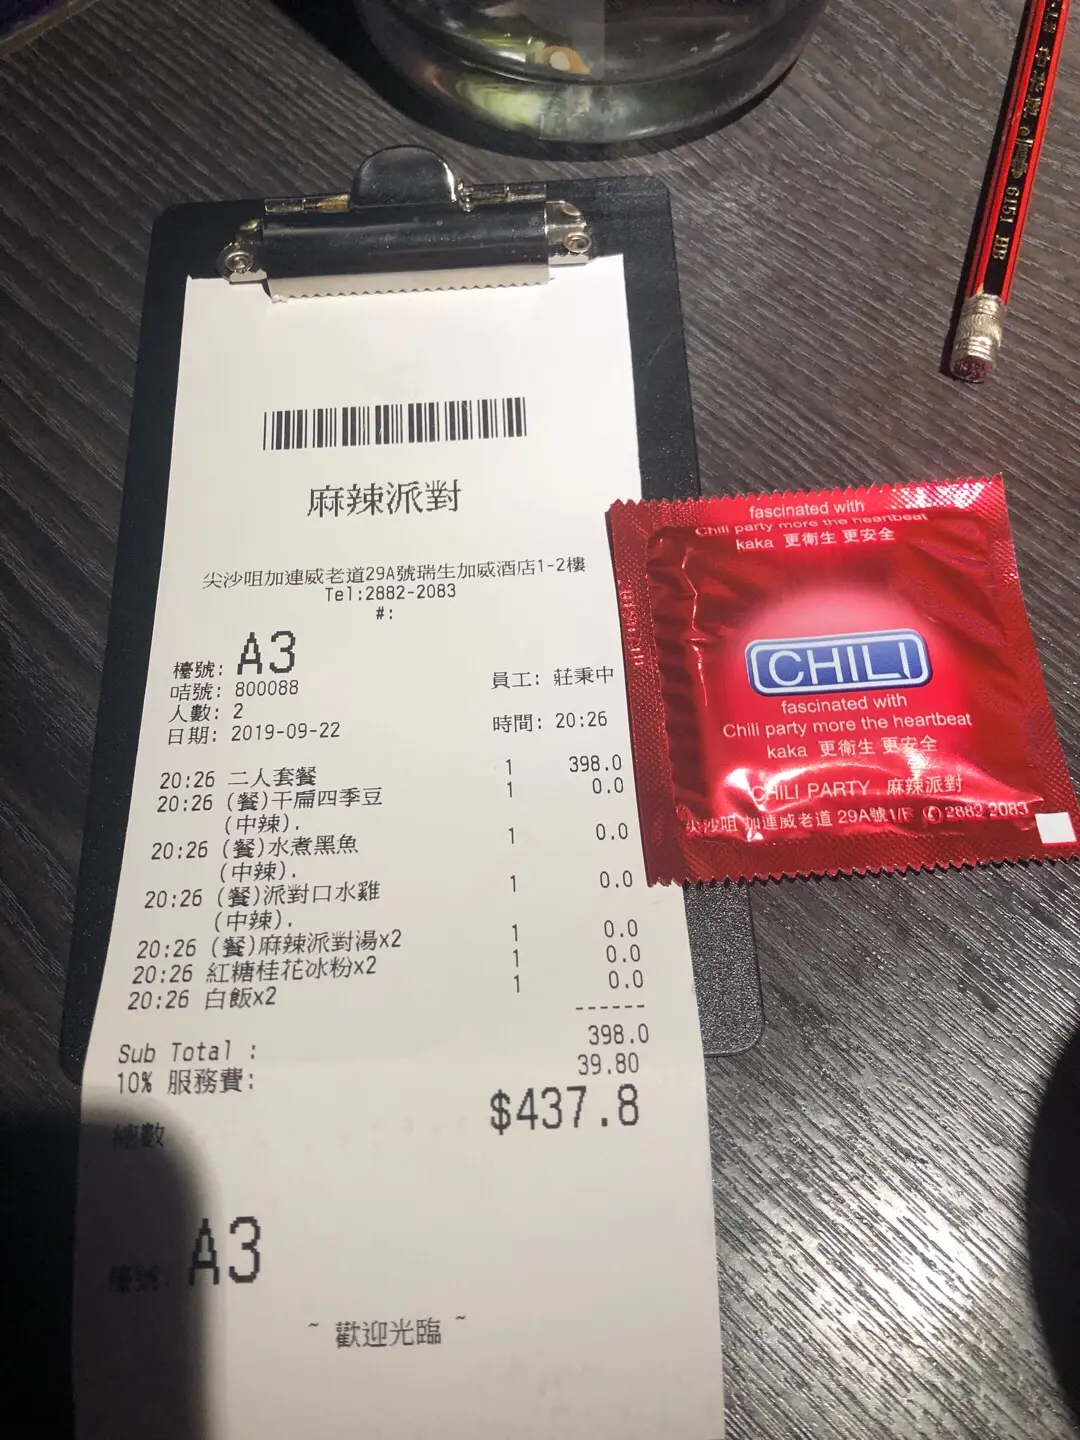 麻辣派對
尖沙咀加連威老道29A號瑞生加威酒店1-2樓
Tel:2882-2083
#:
檯號: A3
咭號: 800088
員工: 莊秉中
人數: 2
日期: 2019-09-22
時間: 20:26
20:26 二人套餐 1 398.0
20:26 (餐)干扁四季豆 1 0.0
(中辣).
20:26 (餐)水煮黑魚 1 0.0
(中辣).
20:26 (餐)派對口水雞 1 0.0
(中辣).
20:26 (餐)麻辣派對湯x2 1 0.0
20:26 紅糖桂花冰粉x2 1 0.0
20:26 白飯x2 1 0.0
------
Sub Total : 398.0
10% 服務費: 39.80
總數 $437.8
檯號: A3
~ 歡迎光臨 ~
fascinated with
Chili party more the heartbeat
kaka 更衛生 更安全
CHILI
fascinated with
Chili party more the heartbeat
kaka 更衛生 更安全
CHILI PARTY . 麻辣派對
尖沙咀 加連威老道 29A號1/F ✆2882 2083
6151 HB